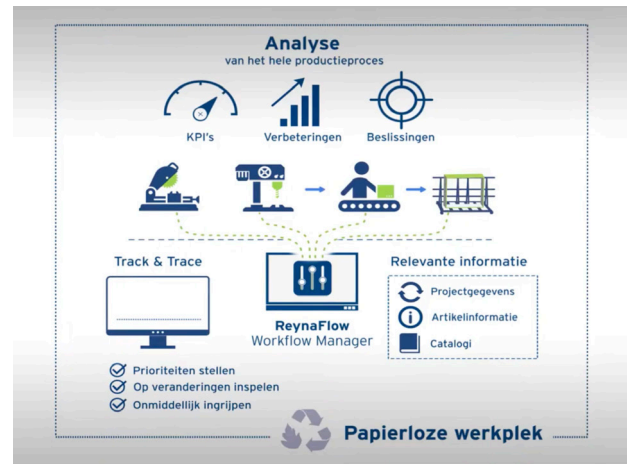 Analyse
van het hele productieproces
KPI's
Verbeteringen
Beslissingen
Track & Trace
Relevante informatie
Projectgegevens
Artikelinformatie
Catalogi
ReynaFlow
Workflow Manager
Prioriteiten stellen
Op veranderingen inspelen
Onmiddellijk ingrijpen
Papierloze werkplek